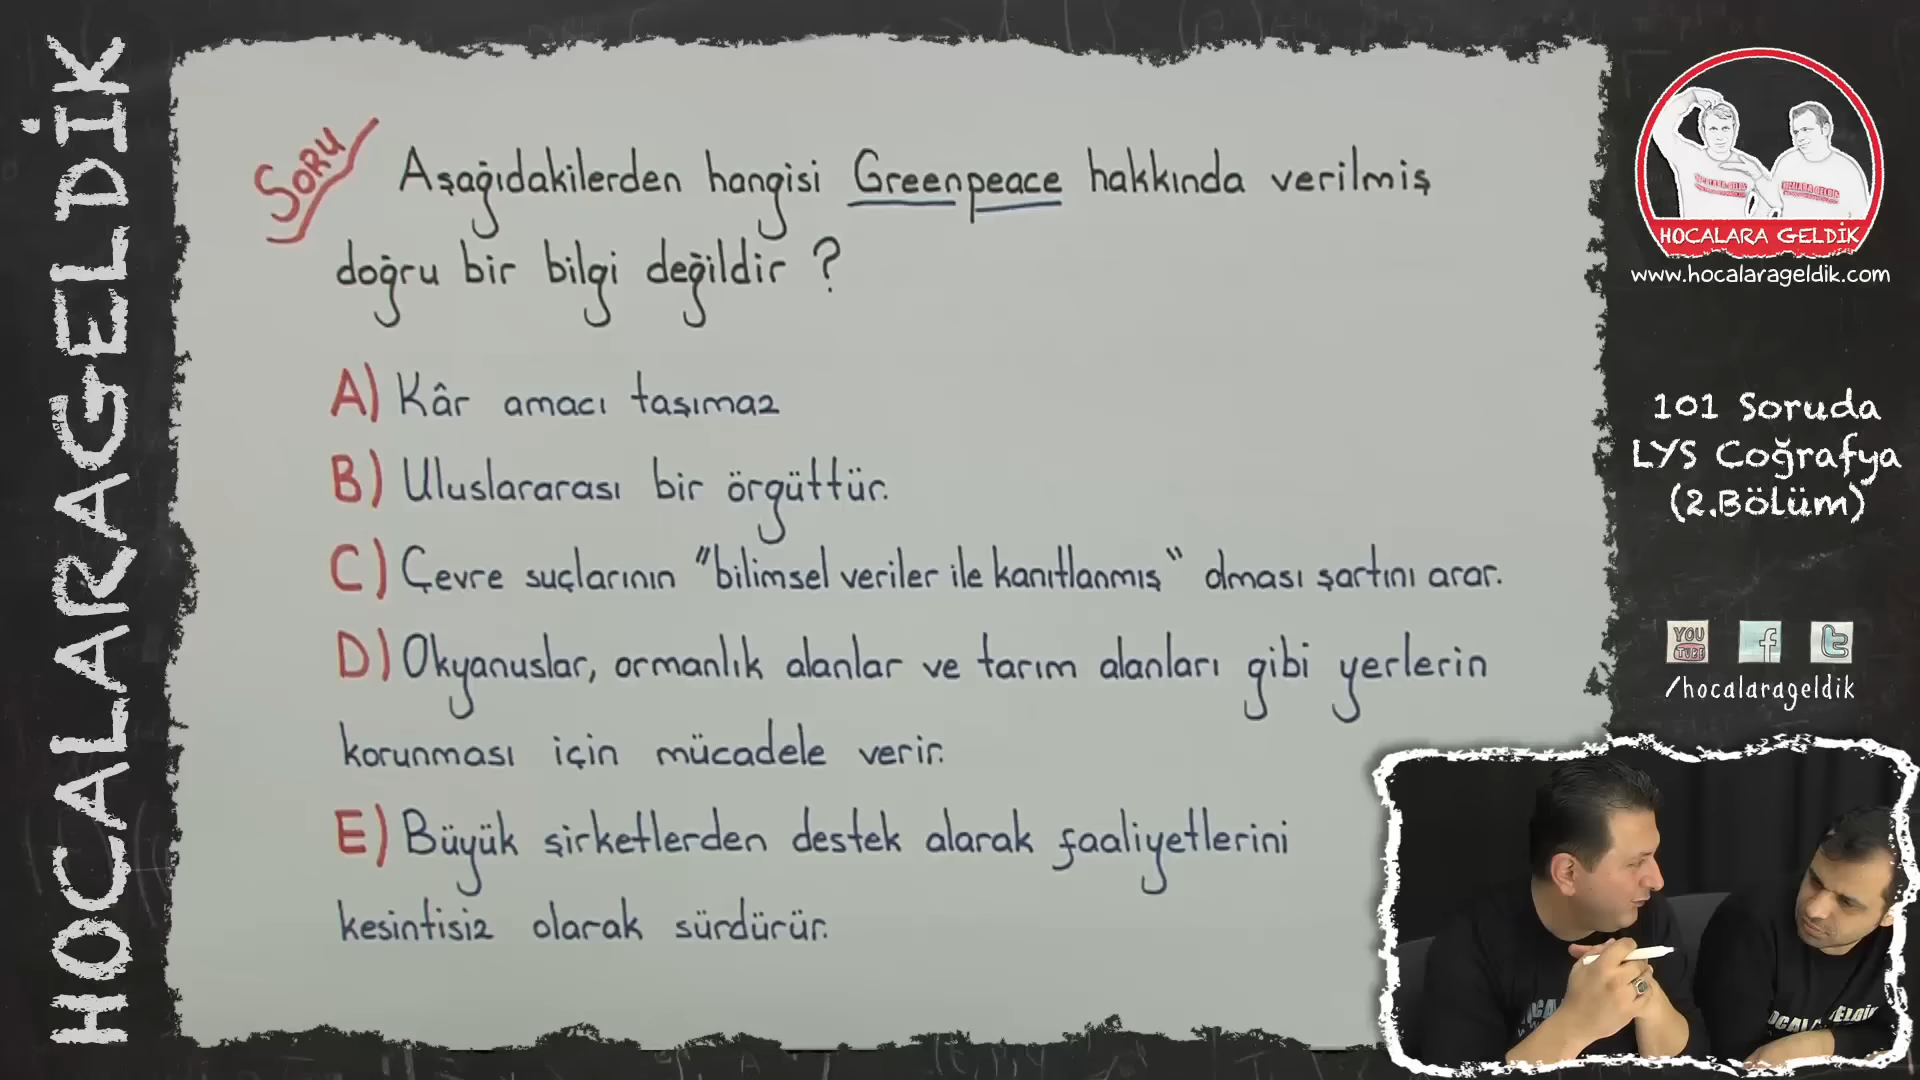 HOCALARAGELDİK
SORU
Aşağıdakilerden hangisi Greenpeace hakkında verilmiş
doğru bir bilgi değildir ?
A) Kâr amacı taşımaz
B) Uluslararası bir örgüttür.
C) Çevre suçlarının "bilimsel veriler ile kanıtlanmış" olması şartını arar.
D) Okyanuslar, ormanlık alanlar ve tarım alanları gibi yerlerin
korunması için mücadele verir.
E) Büyük şirketlerden destek alarak faaliyetlerini
kesintisiz olarak sürdürür.
HOCALARA GELDİK
www.hocalarageldik.com
101 Soruda
LYS Coğrafya
(2.Bölüm)
YOU
TUBE
f
t
/hocalarageldik